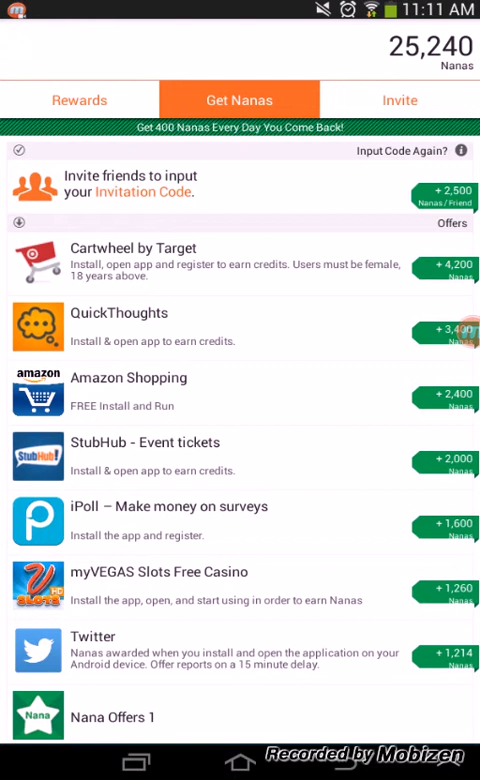 11:11 AM
25,240
Nanas
Rewards
Get Nanas
Invite
Get 400 Nanas Every Day You Come Back!
Input Code Again?
Invite friends to input
your Invitation Code.
+ 2,500
Nanas / Friend
Offers
Cartwheel by Target
Install, open app and register to earn credits. Users must be female,
18 years above.
+ 4,200
Nanas
QuickThoughts
Install & open app to earn credits.
+ 3,400
Nanas
amazon
Amazon Shopping
FREE Install and Run
+ 2,400
Nanas
StubHub!
StubHub - Event tickets
Install & open app to earn credits.
+ 2,000
Nanas
iPoll – Make money on surveys
Install the app and register.
+ 1,600
Nanas
SLOTS
HD
myVEGAS Slots Free Casino
Install the app, open, and start using in order to earn Nanas
+ 1,260
Nanas
Twitter
Nanas awarded when you install and open the application on your
Android device. Offer reports on a 15 minute delay.
+ 1,214
Nanas
Nana
Nana Offers 1
Recorded by Mobizen